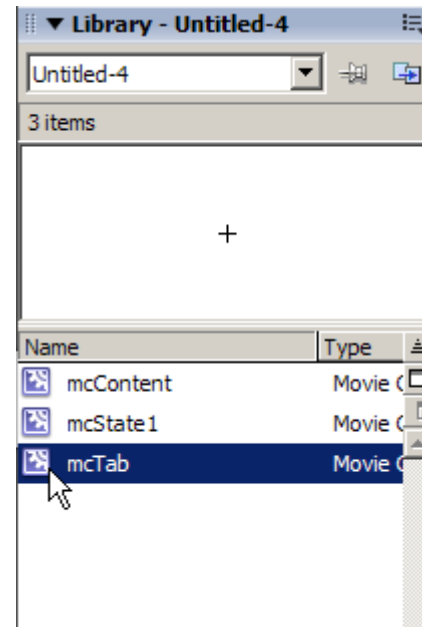 Library - Untitled-4
Untitled-4
3 items
Name Type
mcContent Movie
mcState1 Movie
mcTab Movie